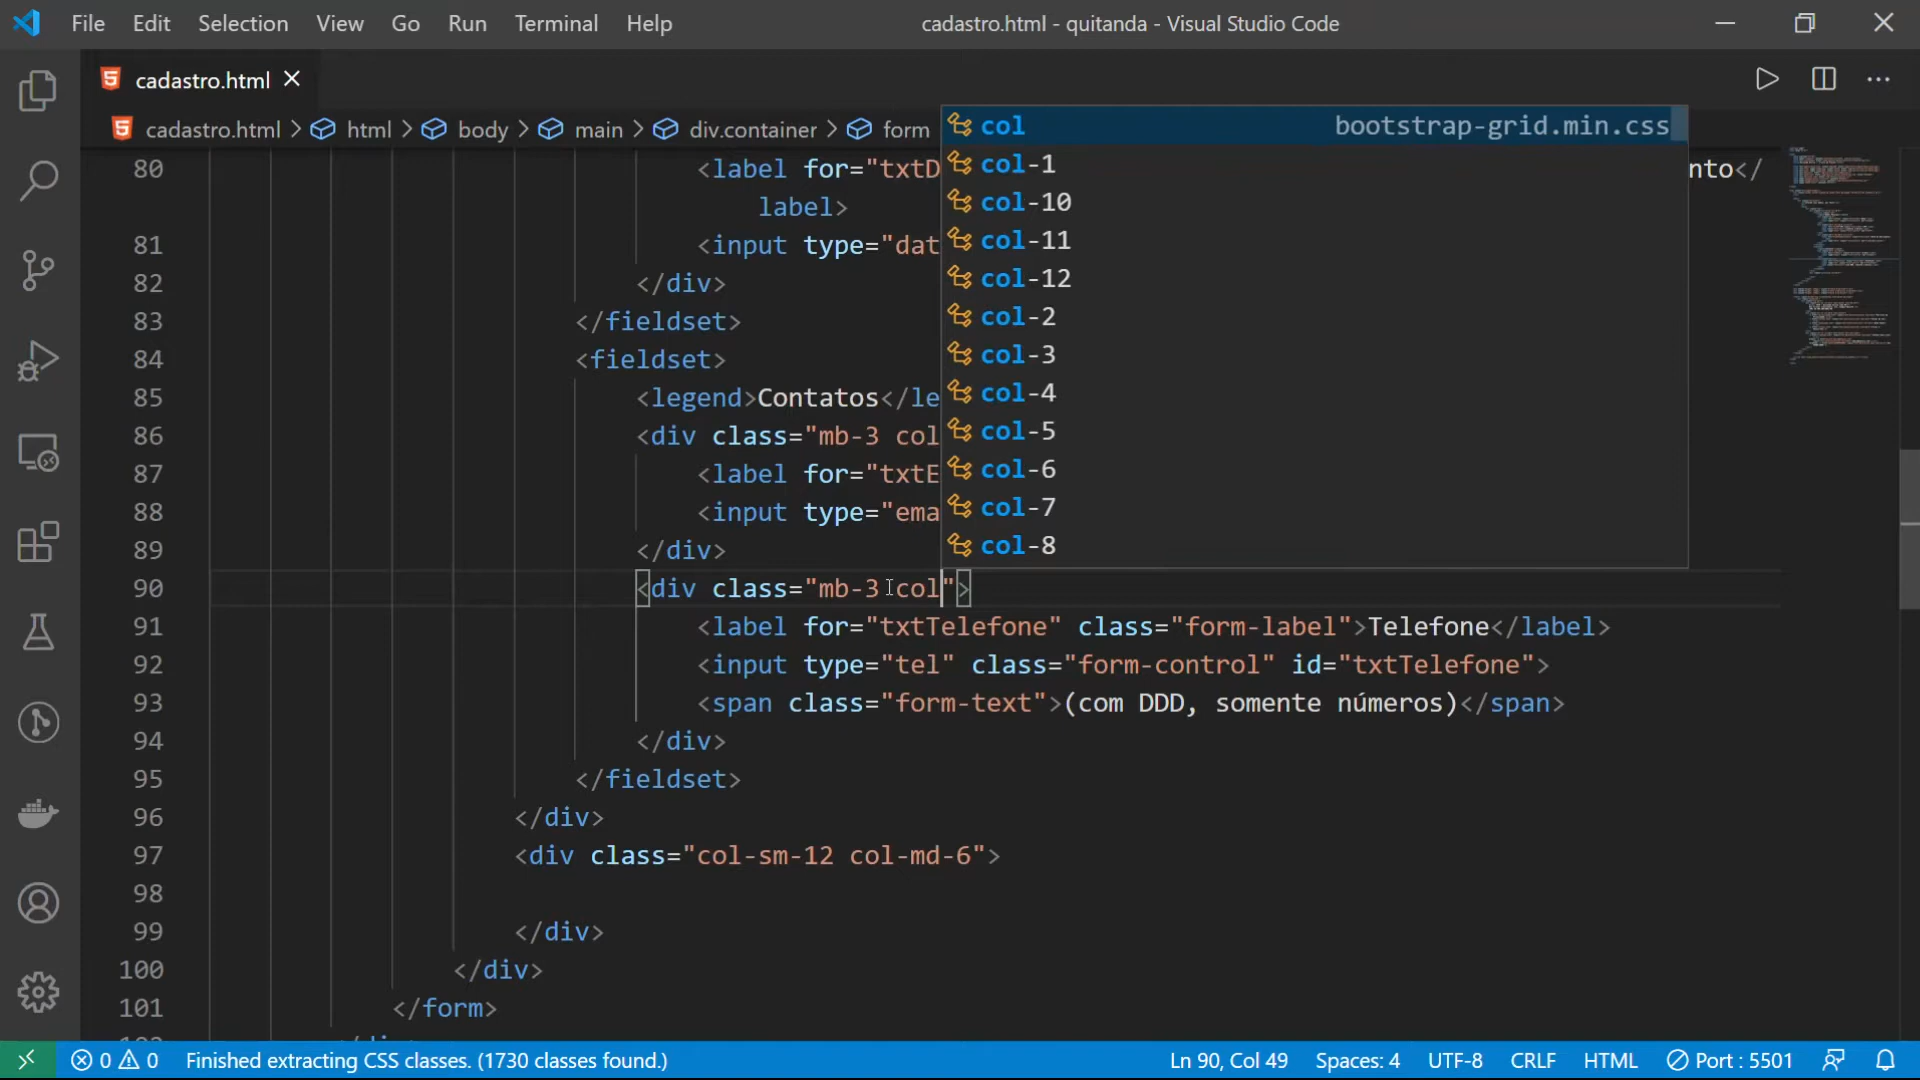 File Edit Selection View Go Run Terminal Help
cadastro.html - quitanda - Visual Studio Code
cadastro.html
cadastro.html > html > body > main > div.container > form
col bootstrap-grid.min.css
col-1
col-10
col-11
col-12
col-2
col-3
col-4
col-5
col-6
col-7
col-8
80 <label for="txtD nto</
label>
81 <input type="dat
82 </div>
83 </fieldset>
84 <fieldset>
85 <legend>Contatos</le
86 <div class="mb-3 col
87 <label for="txtE
88 <input type="ema
89 </div>
90 <div class="mb-3 col">
91 <label for="txtTelefone" class="form-label">Telefone</label>
92 <input type="tel" class="form-control" id="txtTelefone">
93 <span class="form-text">(com DDD, somente números)</span>
94 </div>
95 </fieldset>
96 </div>
97 <div class="col-sm-12 col-md-6">
98
99 </div>
100 </div>
101 </form>
0 0 Finished extracting CSS classes. (1730 classes found.)
Ln 90, Col 49 Spaces: 4 UTF-8 CRLF HTML Port : 5501